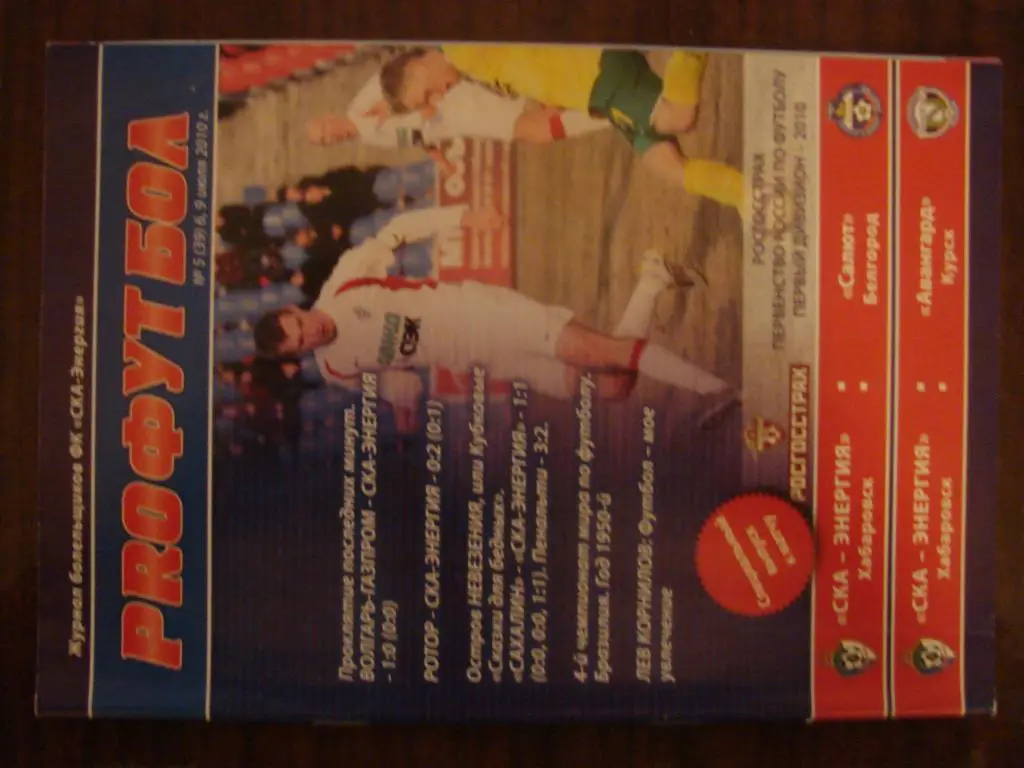 Журнал болельщиков ФК «СКА-Энергия»
PROФУТБОЛ
№ 5 (39) 6, 9 июля 2010 г.
Проклятие последних минут.
ВОЛГАРЬ-ГАЗПРОМ - СКА-ЭНЕРГИЯ
- 1:0 (0:0)
РОТОР - СКА-ЭНЕРГИЯ - 0:2 (0:1)
Остров НЕВЕЗЕНИЯ, или Кубковые
«Сказки для бедных».
«САХАЛИН» - «СКА-ЭНЕРГИЯ» - 1:1
(0:0, 0:0, 1:1). Пенальти - 3:2.
4-й чемпионат мира по футболу.
Бразилия. Год 1950-й
ЛЕВ КОРНИЛОВ: Футбол – мое
увлечение
ОЭК
РОСГОССТРАХ
РОСГОССТРАХ
ПЕРВЕНСТВО РОССИИ ПО ФУТБОЛУ
ПЕРВЫЙ ДИВИЗИОН - 2010
«СКА - ЭНЕРГИЯ» ▪ «Салют»
Хабаровск ▪ Белгород
«СКА - ЭНЕРГИЯ» ▪ «Авангард»
Хабаровск ▪ Курск